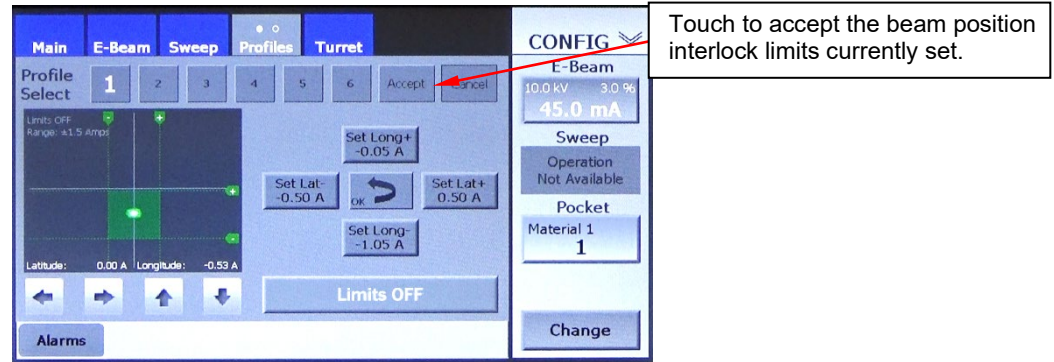 Main E-Beam Sweep Profiles Turret
CONFIG
Touch to accept the beam position
interlock limits currently set.
Profile
Select
1 2 3 4 5 6 Accept Cancel
E-Beam
10.0 kV 3.0 %
45.0 mA
Limits OFF
Range: ±1.5 Amps
Set Long+
-0.05 A
Sweep
Operation
Not Available
Set Lat-
-0.50 A
OK
Set Lat+
0.50 A
Set Long-
-1.05 A
Pocket
Material 1
1
Latitude: 0.00 A Longitude: -0.53 A
Limits OFF
Alarms
Change